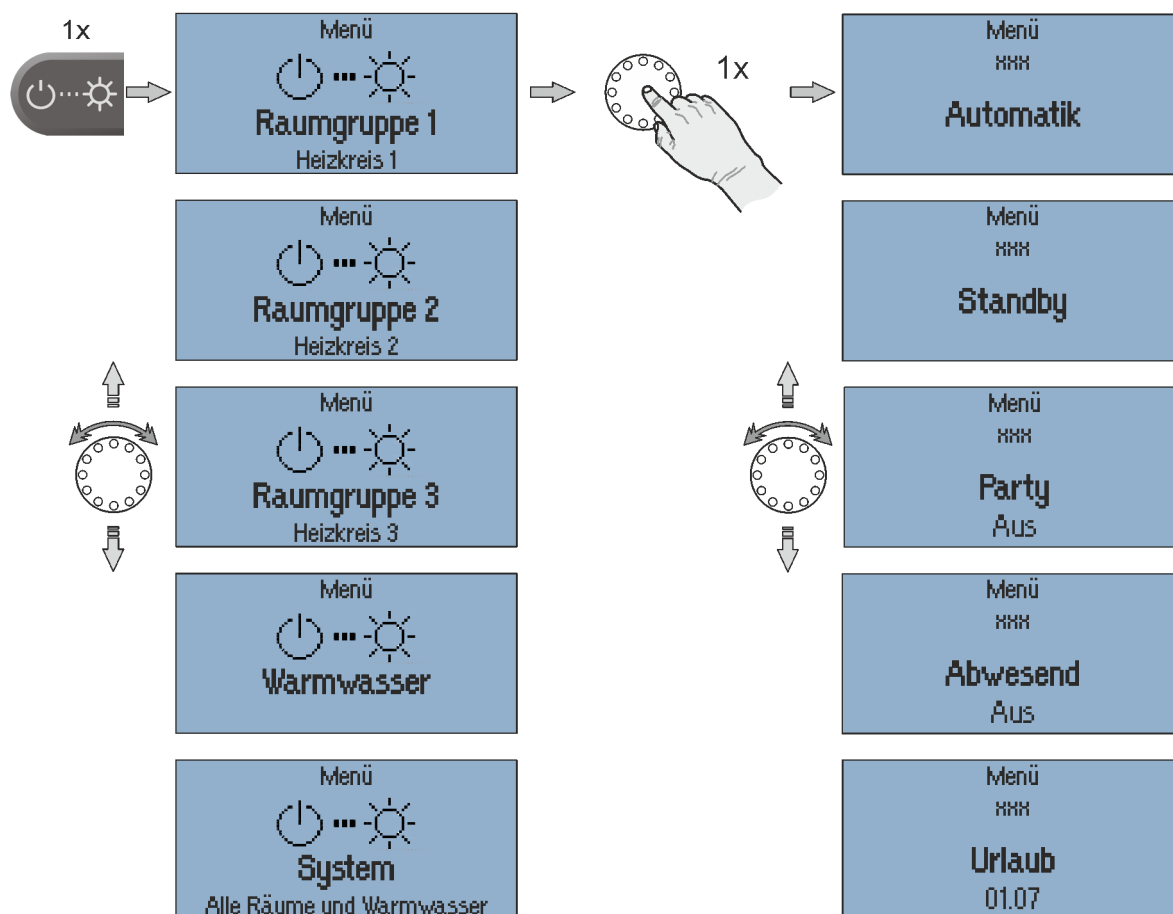 1x
Menü
Raumgruppe 1
Heizkreis 1
1x
Menü
xxx
Automatik
Menü
Raumgruppe 2
Heizkreis 2
Menü
xxx
Standby
Menü
Raumgruppe 3
Heizkreis 3
Menü
xxx
Party
Aus
Menü
Warmwasser
Menü
xxx
Abwesend
Aus
Menü
System
Alle Räume und Warmwasser
Menü
xxx
Urlaub
01.07